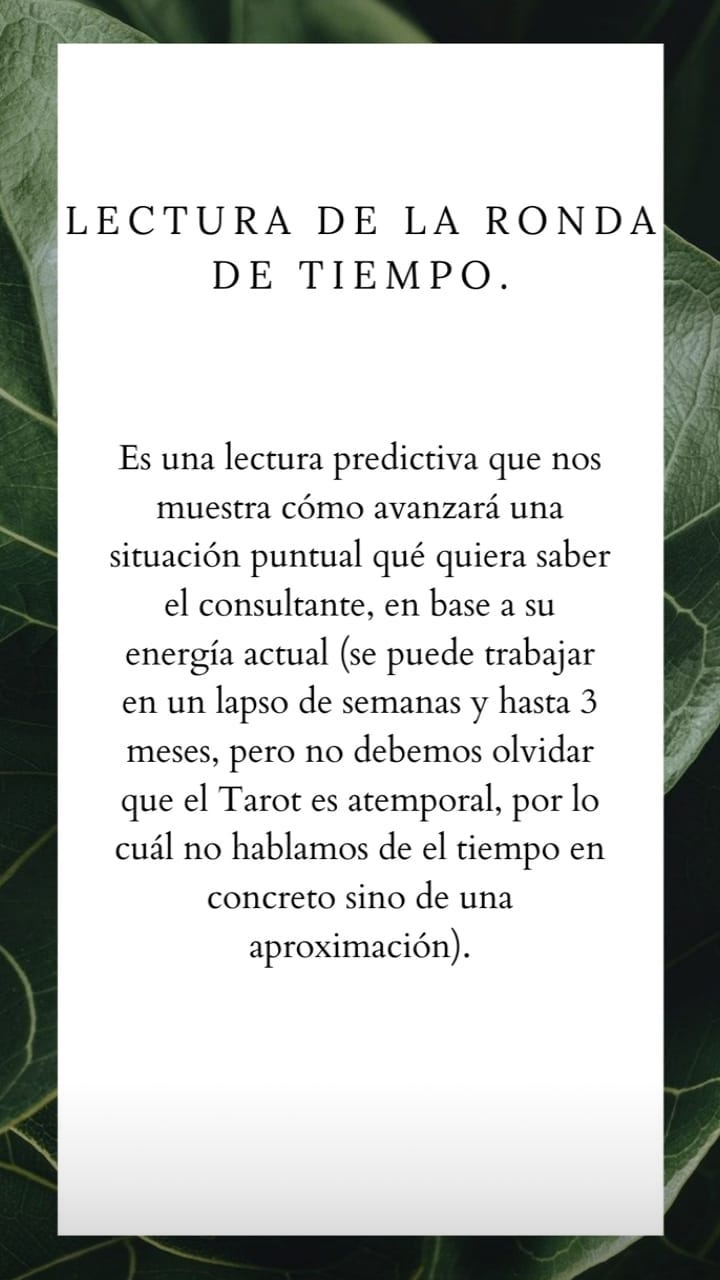 LECTURA DE LA RONDA
DE TIEMPO.
Es una lectura predictiva que nos
muestra cómo avanzará una
situación puntual qué quiera saber
el consultante, en base a su
energía actual (se puede trabajar
en un lapso de semanas y hasta 3
meses, pero no debemos olvidar
que el Tarot es atemporal, por lo
cuál no hablamos de el tiempo en
concreto sino de una
aproximación).